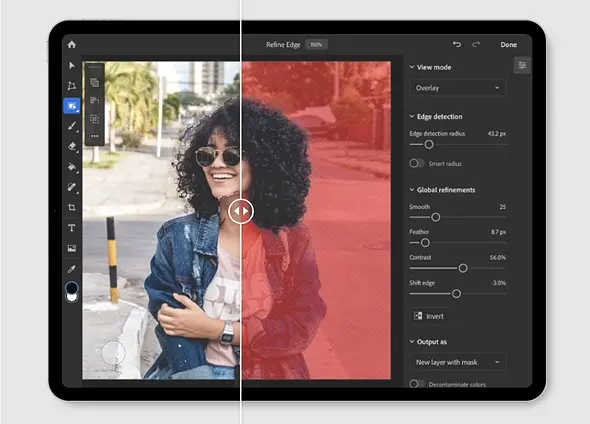 Refine Edge 150% Done
View mode
Overlay
Edge detection
Edge detection radius 43.2 px
Smart radius
Global refinements
Smooth 25
Feather 8.7 px
Contrast 56.0%
Shift edge -3.0%
Invert
Output as
New layer with mask
Decontaminate colors